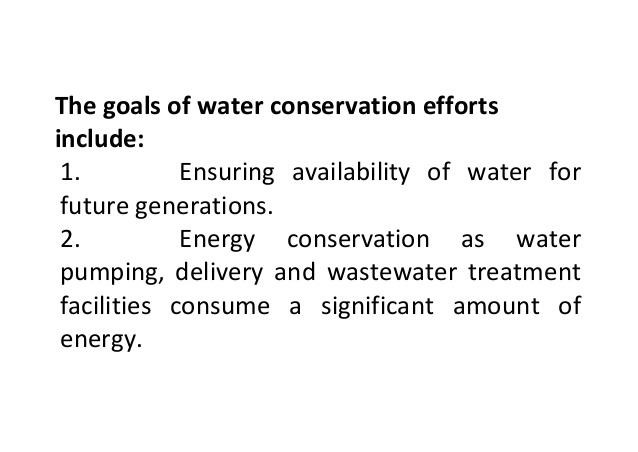 The goals of water conservation efforts
include:
1. Ensuring availability of water for
future generations.
2. Energy conservation as water
pumping, delivery and wastewater treatment
facilities consume a significant amount of
energy.